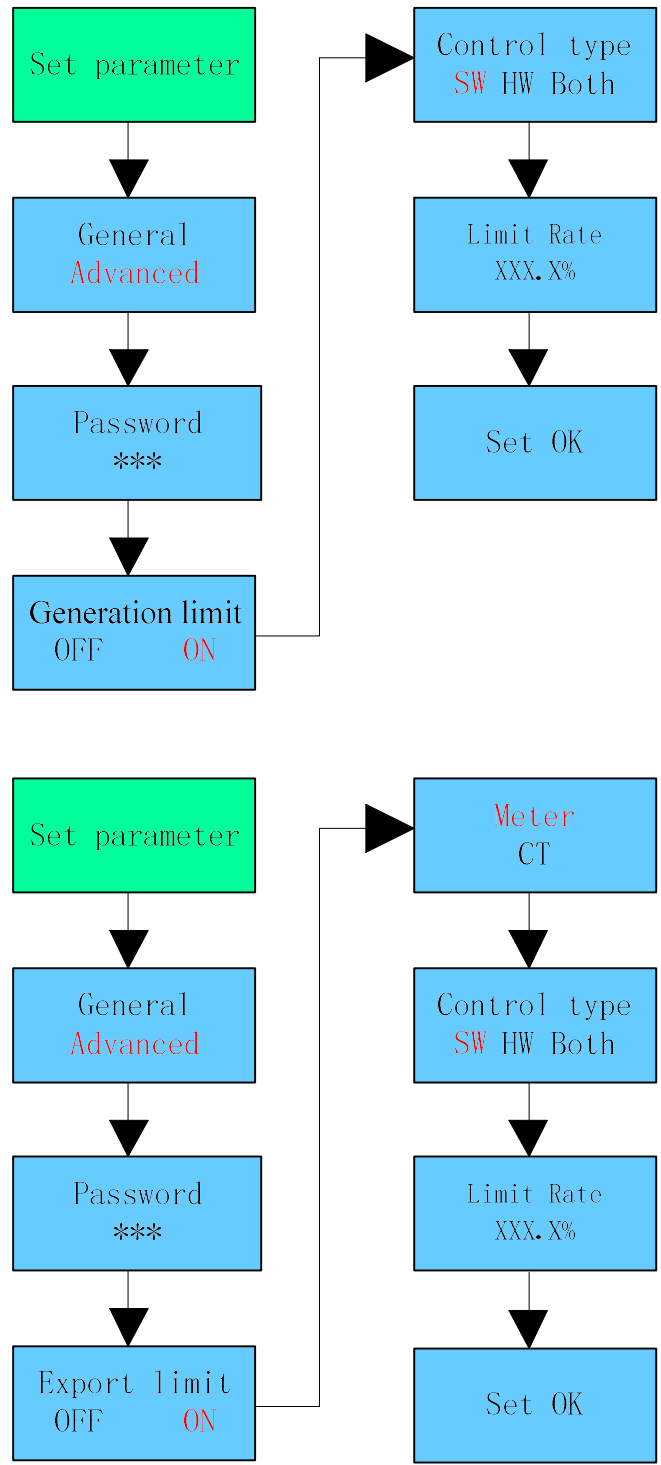 Set parameter
General
Advanced
Password
***
Generation limit
OFF ON
Control type
SW HW Both
Limit Rate
XXX.X%
Set OK
Set parameter
General
Advanced
Password
***
Export limit
OFF ON
Meter
CT
Control type
SW HW Both
Limit Rate
XXX.X%
Set OK